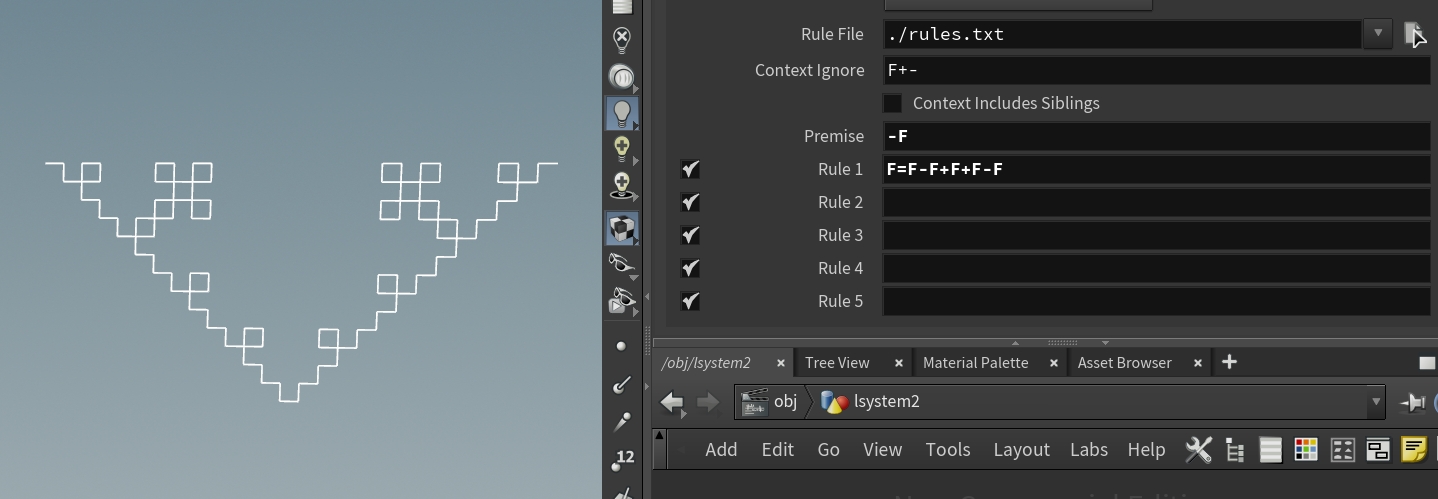 Rule File ./rules.txt
Context Ignore F+-
Context Includes Siblings
Premise -F
Rule 1 F=F-F+F+F-F
Rule 2
Rule 3
Rule 4
Rule 5
12
/obj/lsystem2 × Tree View × Material Palette × Asset Browser × +
obj lsystem2
Add Edit Go View Tools Layout Labs Help